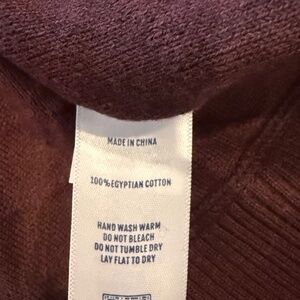 MADE IN CHINA
100% EGYPTIAN COTTON
HAND WASH WARM
DO NOT BLEACH
DO NOT TUMBLE DRY
LAY FLAT TO DRY